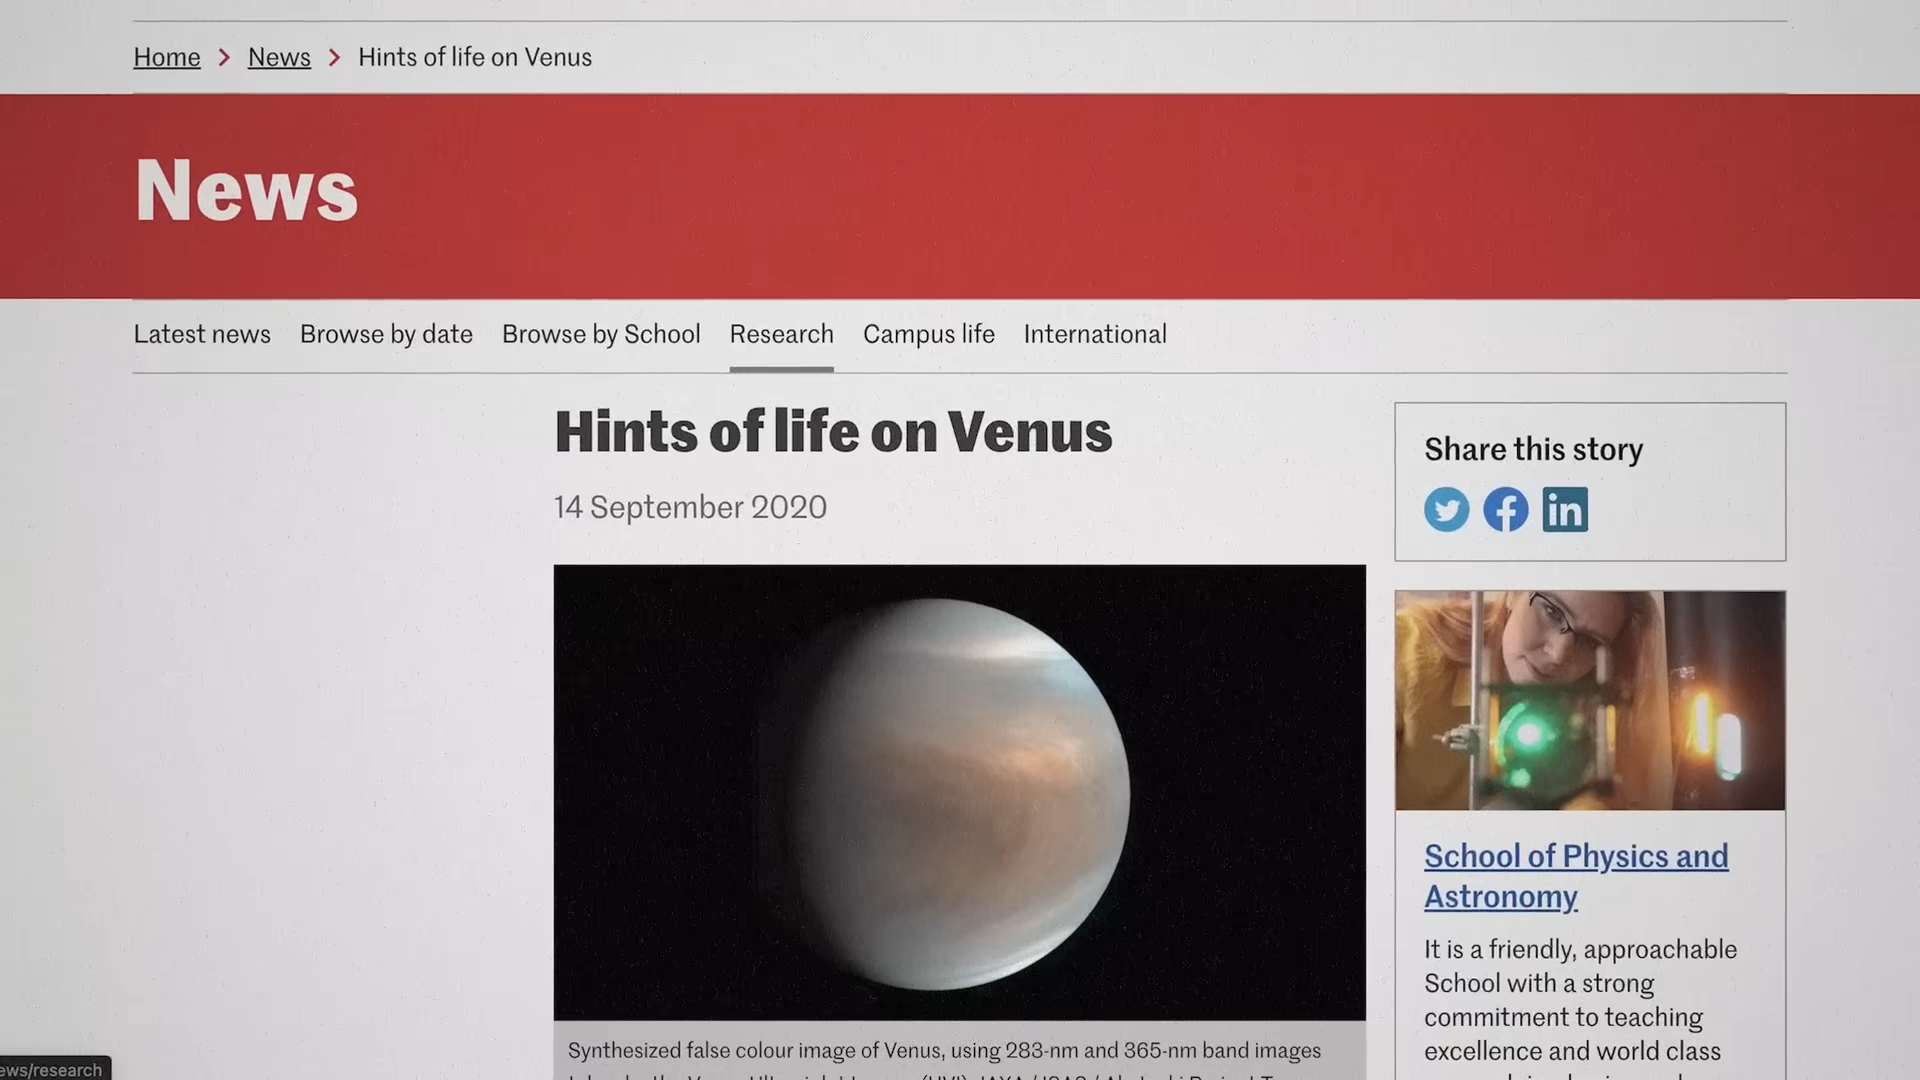 Home > News > Hints of life on Venus
News
Latest news Browse by date Browse by School Research Campus life International
Hints of life on Venus
14 September 2020
Share this story
in
School of Physics and
Astronomy
It is a friendly, approachable
School with a strong
commitment to teaching
excellence and world class
Synthesized false colour image of Venus, using 283-nm and 365-nm band images
ews/research